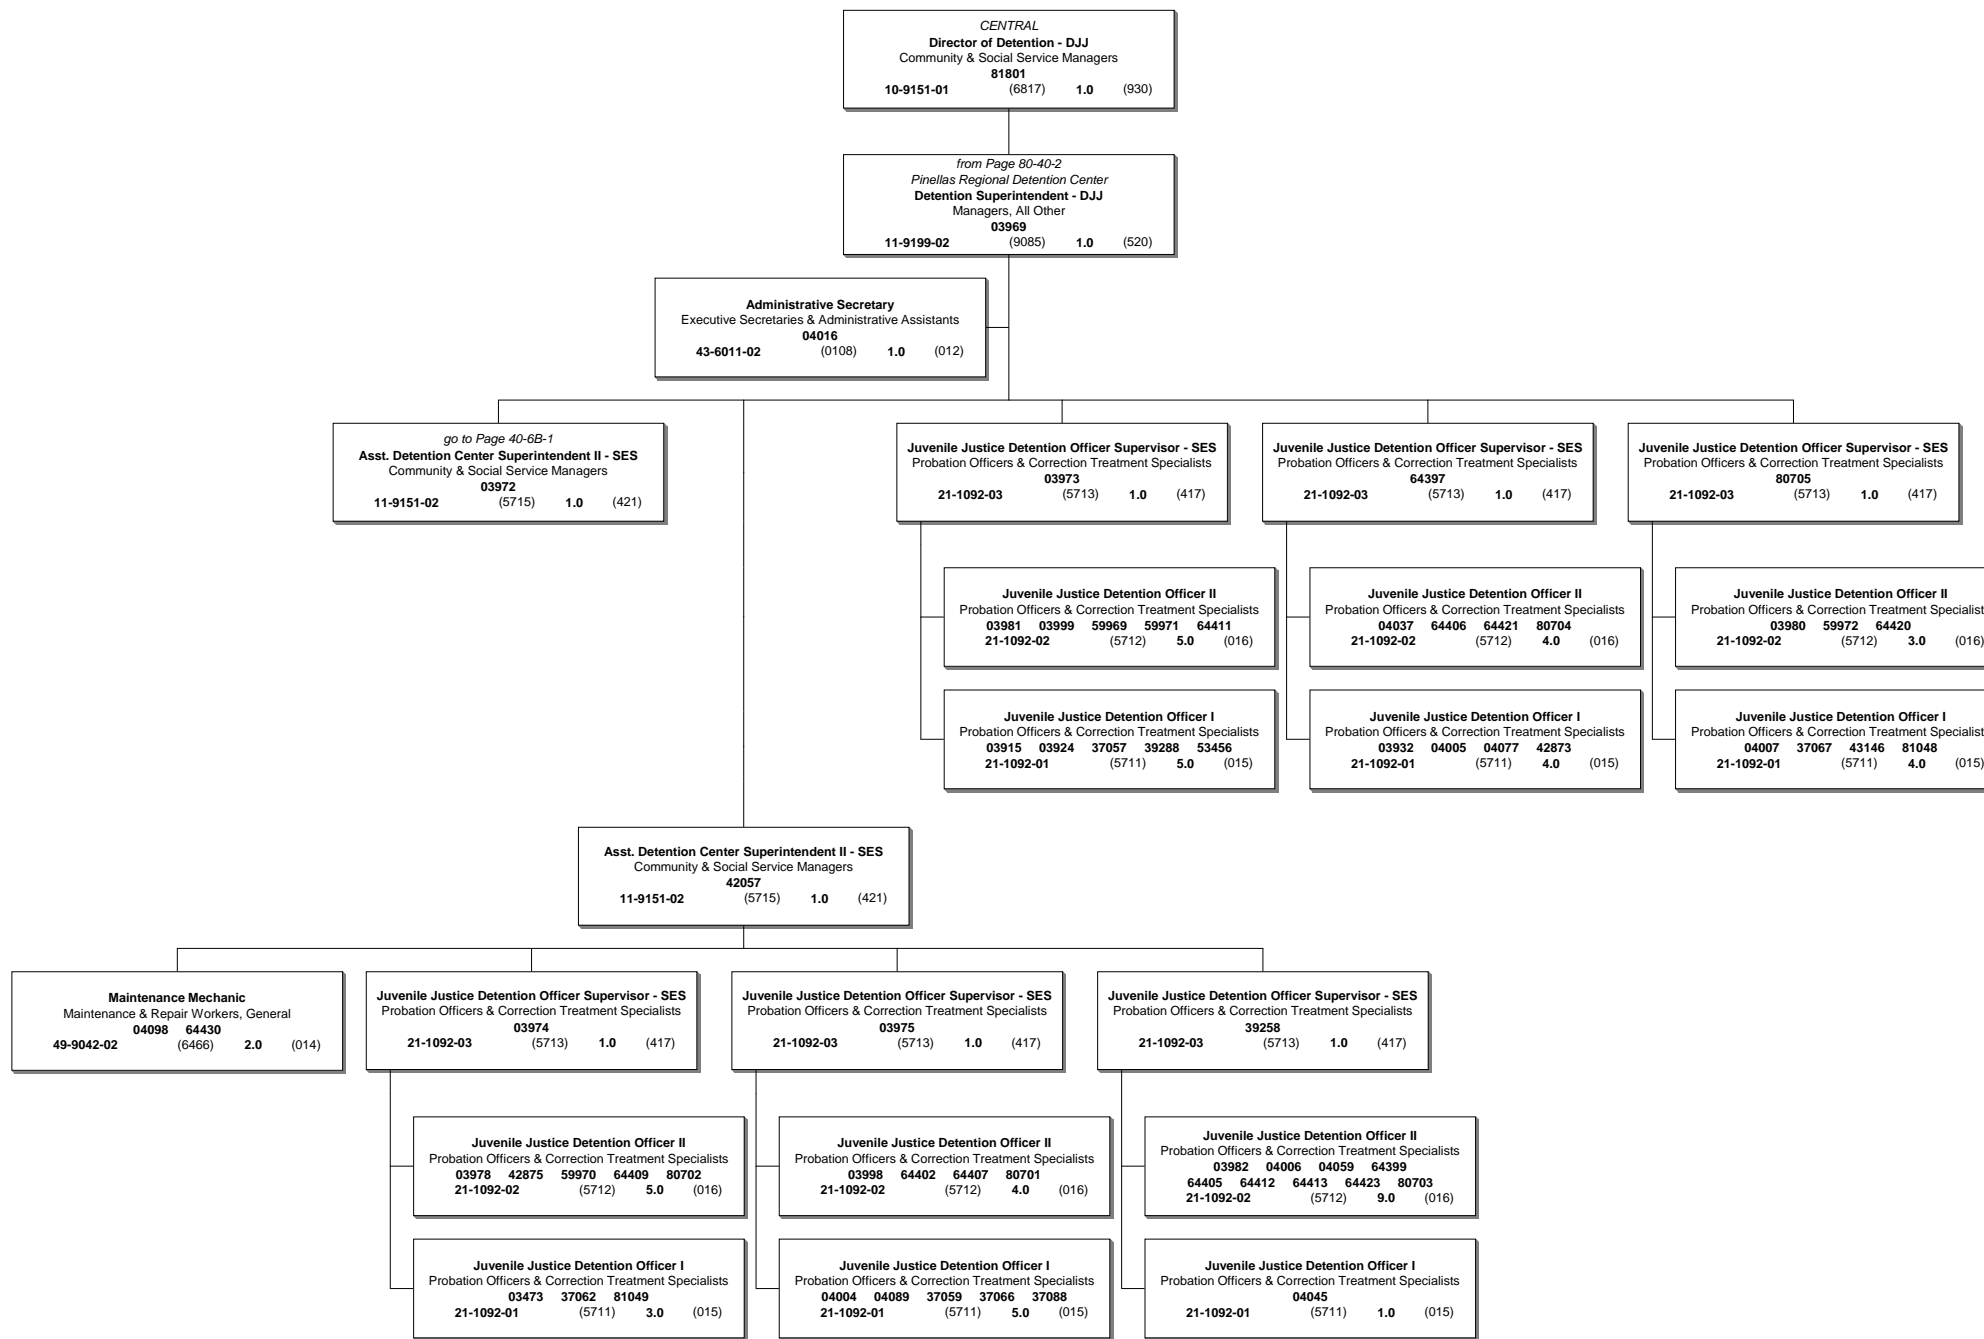 CENTRAL
Director of Detention - DJJ
Community & Social Service Managers
81801
10-9151-01 (6817) 1.0 (930)
from Page 80-40-2
Pinellas Regional Detention Center
Detention Superintendent - DJJ
Managers, All Other
03969
11-9199-02 (9085) 1.0 (520)
Administrative Secretary
Executive Secretaries & Administrative Assistants
04016
43-6011-02 (0108) 1.0 (012)
go to Page 40-6B-1
Asst. Detention Center Superintendent II - SES
Community & Social Service Managers
03972
11-9151-02 (5715) 1.0 (421)
Juvenile Justice Detention Officer Supervisor - SES
Probation Officers & Correction Treatment Specialists
03973
21-1092-03 (5713) 1.0 (417)
Juvenile Justice Detention Officer Supervisor - SES
Probation Officers & Correction Treatment Specialists
64397
21-1092-03 (5713) 1.0 (417)
Juvenile Justice Detention Officer Supervisor - SES
Probation Officers & Correction Treatment Specialists
80705
21-1092-03 (5713) 1.0 (417)
Juvenile Justice Detention Officer II
Probation Officers & Correction Treatment Specialists
03981 03999 59969 59971 64411
21-1092-02 (5712) 5.0 (016)
Juvenile Justice Detention Officer II
Probation Officers & Correction Treatment Specialists
04037 64406 64421 80704
21-1092-02 (5712) 4.0 (016)
Juvenile Justice Detention Officer II
Probation Officers & Correction Treatment Specialist
03980 59972 64420
21-1092-02 (5712) 3.0 (016)
Juvenile Justice Detention Officer I
Probation Officers & Correction Treatment Specialists
03915 03924 37057 39288 53456
21-1092-01 (5711) 5.0 (015)
Juvenile Justice Detention Officer I
Probation Officers & Correction Treatment Specialists
03932 04005 04077 42873
21-1092-01 (5711) 4.0 (015)
Juvenile Justice Detention Officer I
Probation Officers & Correction Treatment Specialist
04007 37067 43146 81048
21-1092-01 (5711) 4.0 (015)
Asst. Detention Center Superintendent II - SES
Community & Social Service Managers
42057
11-9151-02 (5715) 1.0 (421)
Maintenance Mechanic
Maintenance & Repair Workers, General
04098 64430
49-9042-02 (6466) 2.0 (014)
Juvenile Justice Detention Officer Supervisor - SES
Probation Officers & Correction Treatment Specialists
03974
21-1092-03 (5713) 1.0 (417)
Juvenile Justice Detention Officer Supervisor - SES
Probation Officers & Correction Treatment Specialists
03975
21-1092-03 (5713) 1.0 (417)
Juvenile Justice Detention Officer Supervisor - SES
Probation Officers & Correction Treatment Specialists
39258
21-1092-03 (5713) 1.0 (417)
Juvenile Justice Detention Officer II
Probation Officers & Correction Treatment Specialists
03978 42875 59970 64409 80702
21-1092-02 (5712) 5.0 (016)
Juvenile Justice Detention Officer II
Probation Officers & Correction Treatment Specialists
03998 64402 64407 80701
21-1092-02 (5712) 4.0 (016)
Juvenile Justice Detention Officer II
Probation Officers & Correction Treatment Specialists
03982 04006 04059 64399
64405 64412 64413 64423 80703
21-1092-02 (5712) 9.0 (016)
Juvenile Justice Detention Officer I
Probation Officers & Correction Treatment Specialists
03473 37062 81049
21-1092-01 (5711) 3.0 (015)
Juvenile Justice Detention Officer I
Probation Officers & Correction Treatment Specialists
04004 04089 37059 37066 37088
21-1092-01 (5711) 5.0 (015)
Juvenile Justice Detention Officer I
Probation Officers & Correction Treatment Specialists
04045
21-1092-01 (5711) 1.0 (015)